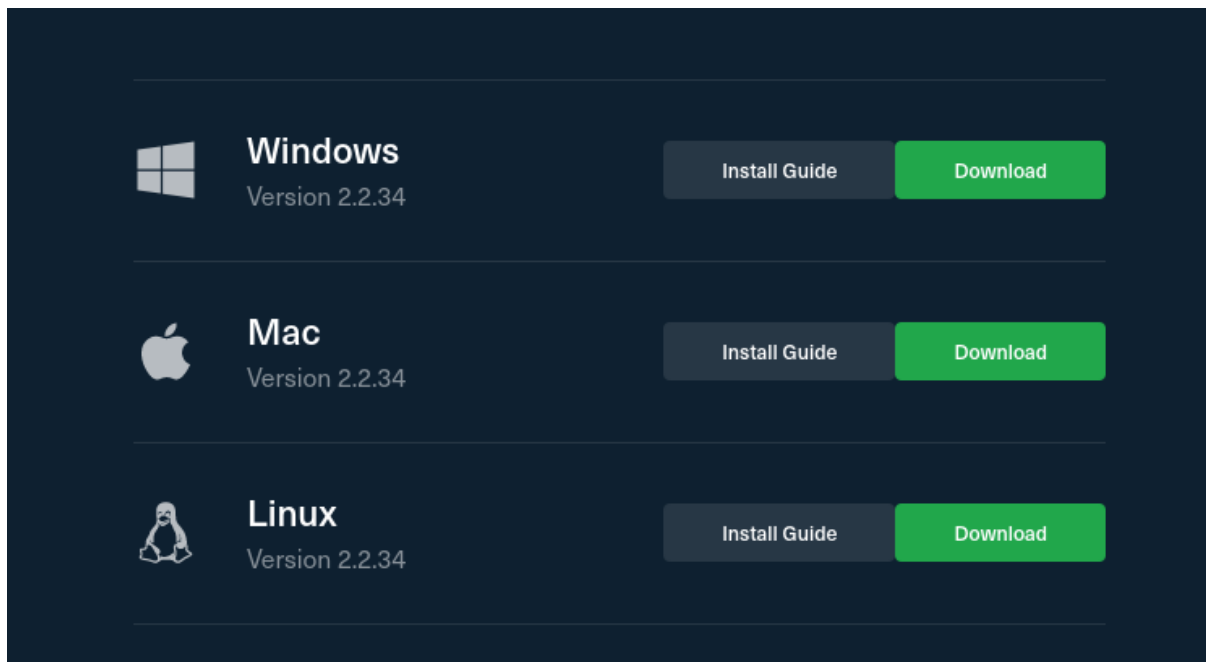 Windows
Version 2.2.34
Install Guide
Download
Mac
Version 2.2.34
Install Guide
Download
Linux
Version 2.2.34
Install Guide
Download